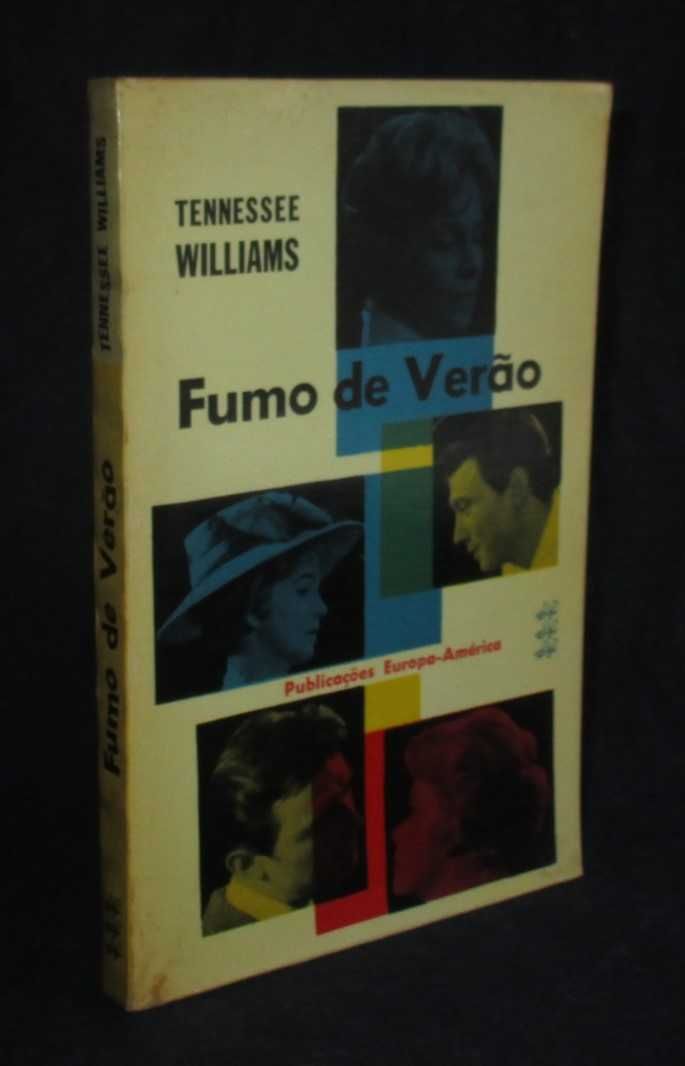 TENNESSEE
WILLIAMS
Fumo de Verão
Publicações Europa-América
TENNESSEE WILLIAMS
Fumo de Verão